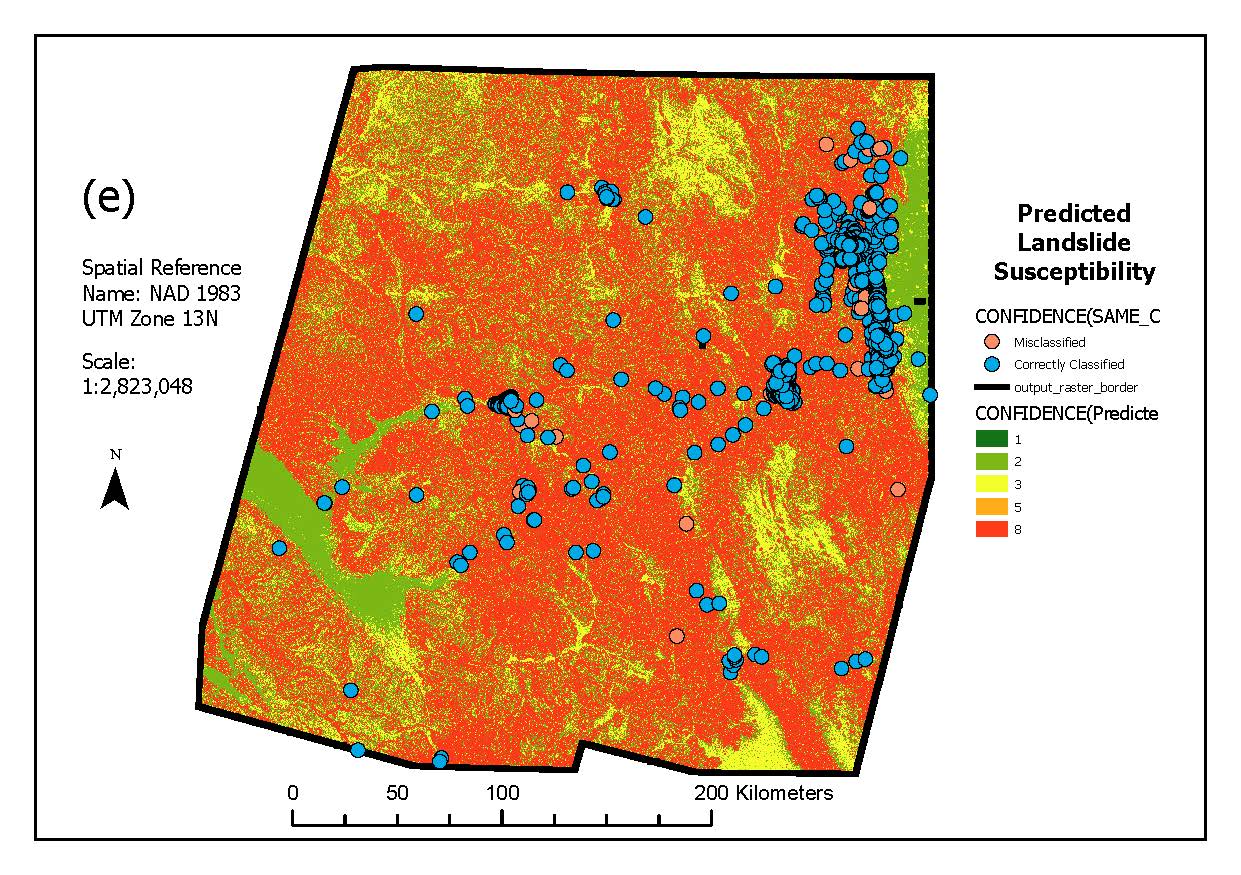 (e)
Spatial Reference
Name: NAD 1983
UTM Zone 13N
Scale:
1:2,823,048
N
Predicted
Landslide
Susceptibility
CONFIDENCE(SAME_C
Misclassified
Correctly Classified
output_raster_border
CONFIDENCE(Predicte
1
2
3
5
8
0 50 100 200 Kilometers